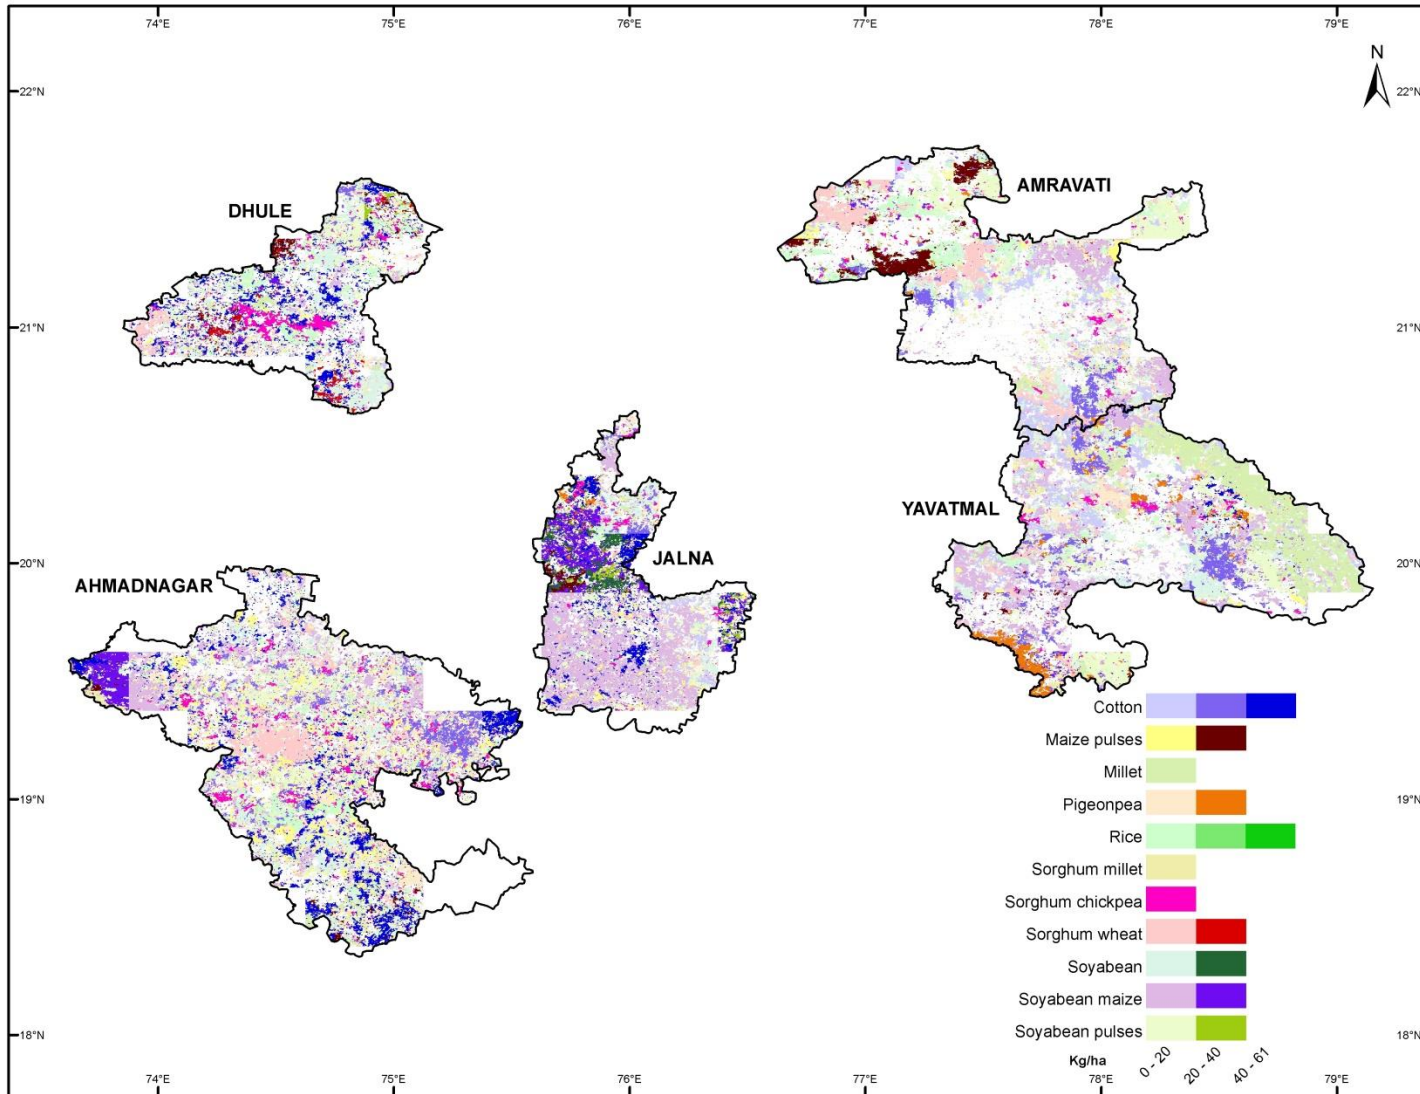 74°E 75°E 76°E 77°E 78°E 79°E
N
22°N 22°N
AMRAVATI
DHULE
21°N 21°N
YAVATMAL
JALNA
20°N 20°N
AHMADNAGAR
19°N 19°N
18°N 18°N
Cotton
Maize pulses
Millet
Pigeonpea
Rice
Sorghum millet
Sorghum chickpea
Sorghum wheat
Soyabean
Soyabean maize
Soyabean pulses
Kg/ha 0 - 20 20 - 40 40 - 61
74°E 75°E 76°E 77°E 78°E 79°E